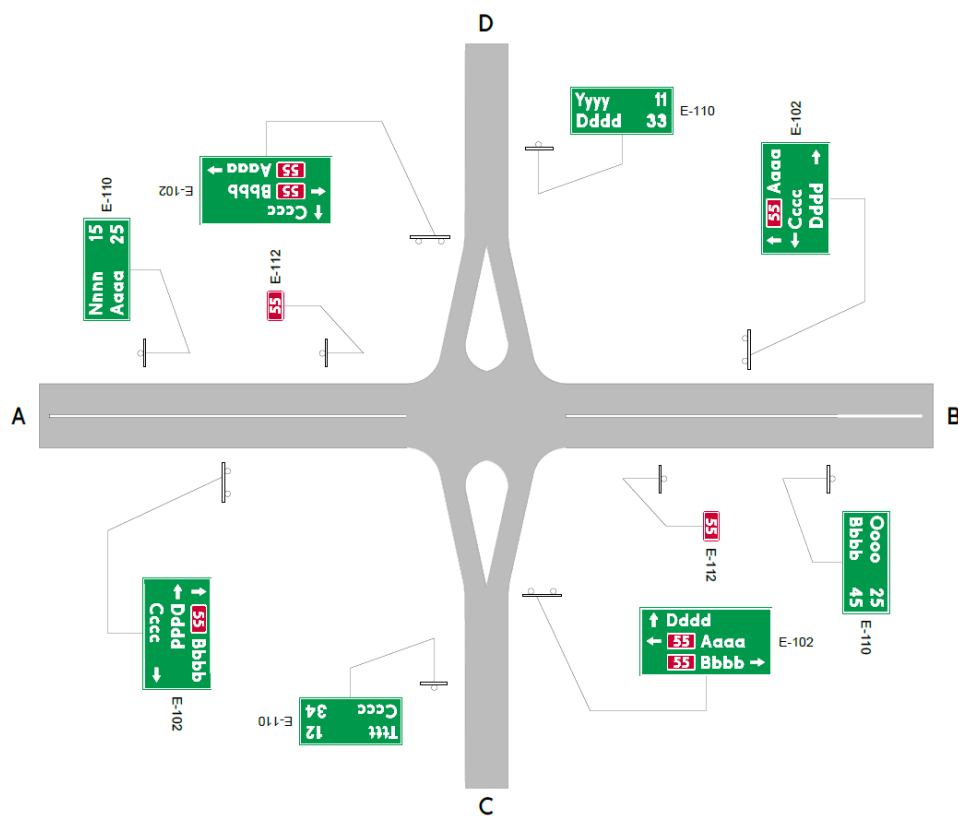 D
Yyyy 11
Dddd 33
E-110
E-102
55 Aaaa
Cccc
Dddd
E-102
Cccc
55 Bbbb
55 Aaaa
E-110
Nnnn 15
Aaaa 25
E-112
55
A
B
55
E-112
Oooo 25
Bbbb 45
E-110
55 Bbbb
Dddd
Cccc
E-102
Dddd
55 Aaaa
55 Bbbb
E-102
Tttt 12
Cccc 34
E-110
C